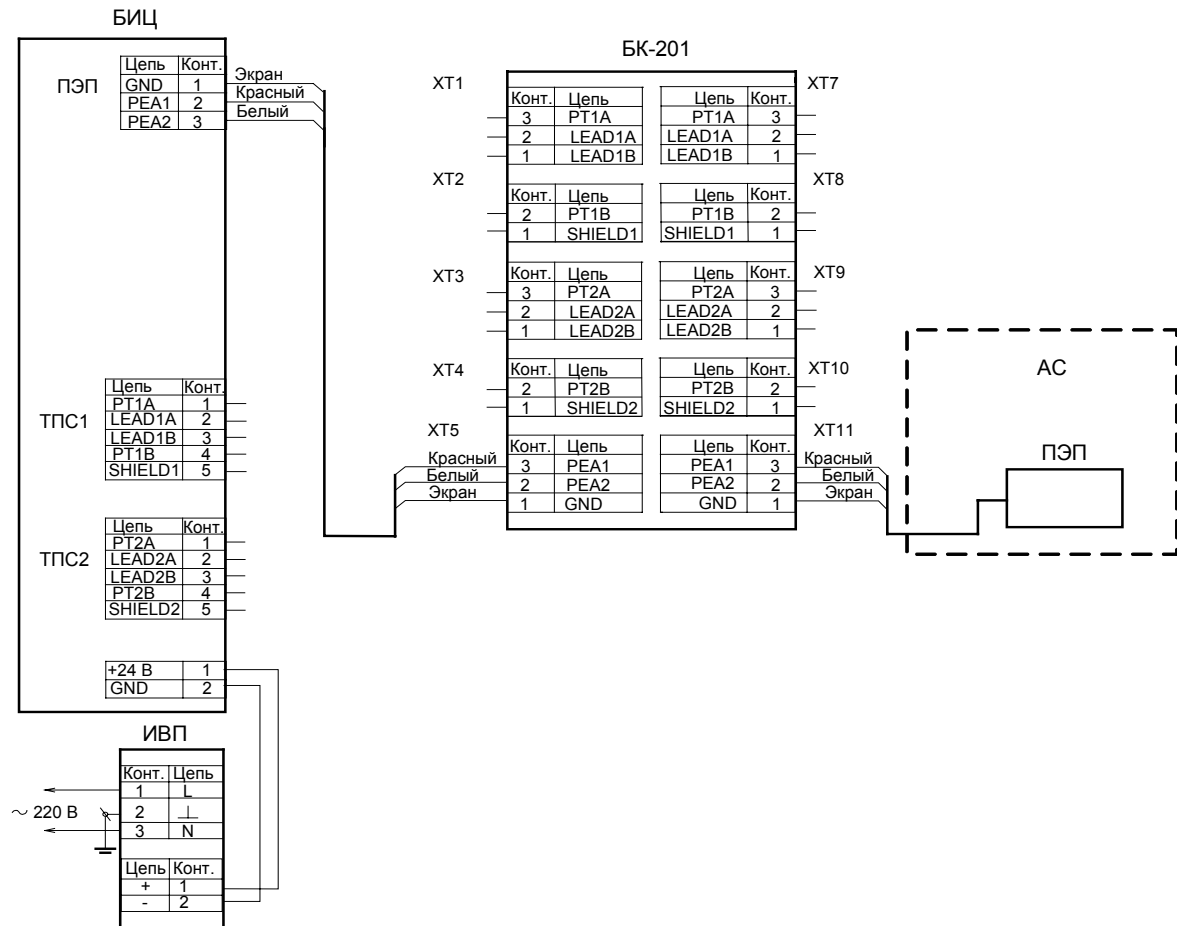 БИЦ
ПЭП
Цепь Конт.
GND 1
PEA1 2
PEA2 3
Экран
Красный
Белый
ТПС1
Цепь Конт.
PT1A 1
LEAD1A 2
LEAD1B 3
PT1B 4
SHIELD1 5
ТПС2
Цепь Конт.
PT2A 1
LEAD2A 2
LEAD2B 3
PT2B 4
SHIELD2 5
+24 В 1
GND 2
ИВП
Конт. Цепь
1 L
2 ⊥
3 N
~ 220 В
Цепь Конт.
+ 1
- 2
БК-201
XT1
Конт. Цепь
3 PT1A
2 LEAD1A
1 LEAD1B
XT7
Цепь Конт.
PT1A 3
LEAD1A 2
LEAD1B 1
XT2
Конт. Цепь
2 PT1B
1 SHIELD1
XT8
Цепь Конт.
PT1B 2
SHIELD1 1
XT3
Конт. Цепь
3 PT2A
2 LEAD2A
1 LEAD2B
XT9
Цепь Конт.
PT2A 3
LEAD2A 2
LEAD2B 1
XT4
Конт. Цепь
2 PT2B
1 SHIELD2
XT10
Цепь Конт.
PT2B 2
SHIELD2 1
XT5
Красный
Белый
Экран
Конт. Цепь
3 PEA1
2 PEA2
1 GND
XT11
Цепь Конт.
PEA1 3
PEA2 2
GND 1
Красный
Белый
Экран
АС
ПЭП